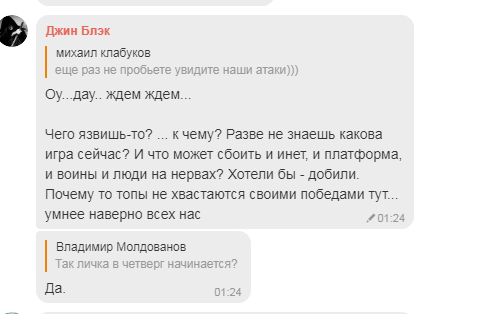 Джин Блэк
михаил клабуков
еще раз не пробьете увидите наши атаки)))
Оу...дау.. ждем ждем...
Чего язвишь-то? ... к чему? Разве не знаешь какова
игра сейчас? И что может сбоить и инет, и платформа,
и воины и люди на нервах? Хотели бы - добили.
Почему то топы не хвастаются своими победами тут...
умнее наверно всех нас
01:24
Владимир Молдованов
Так личка в четверг начинается?
Да.
01:24